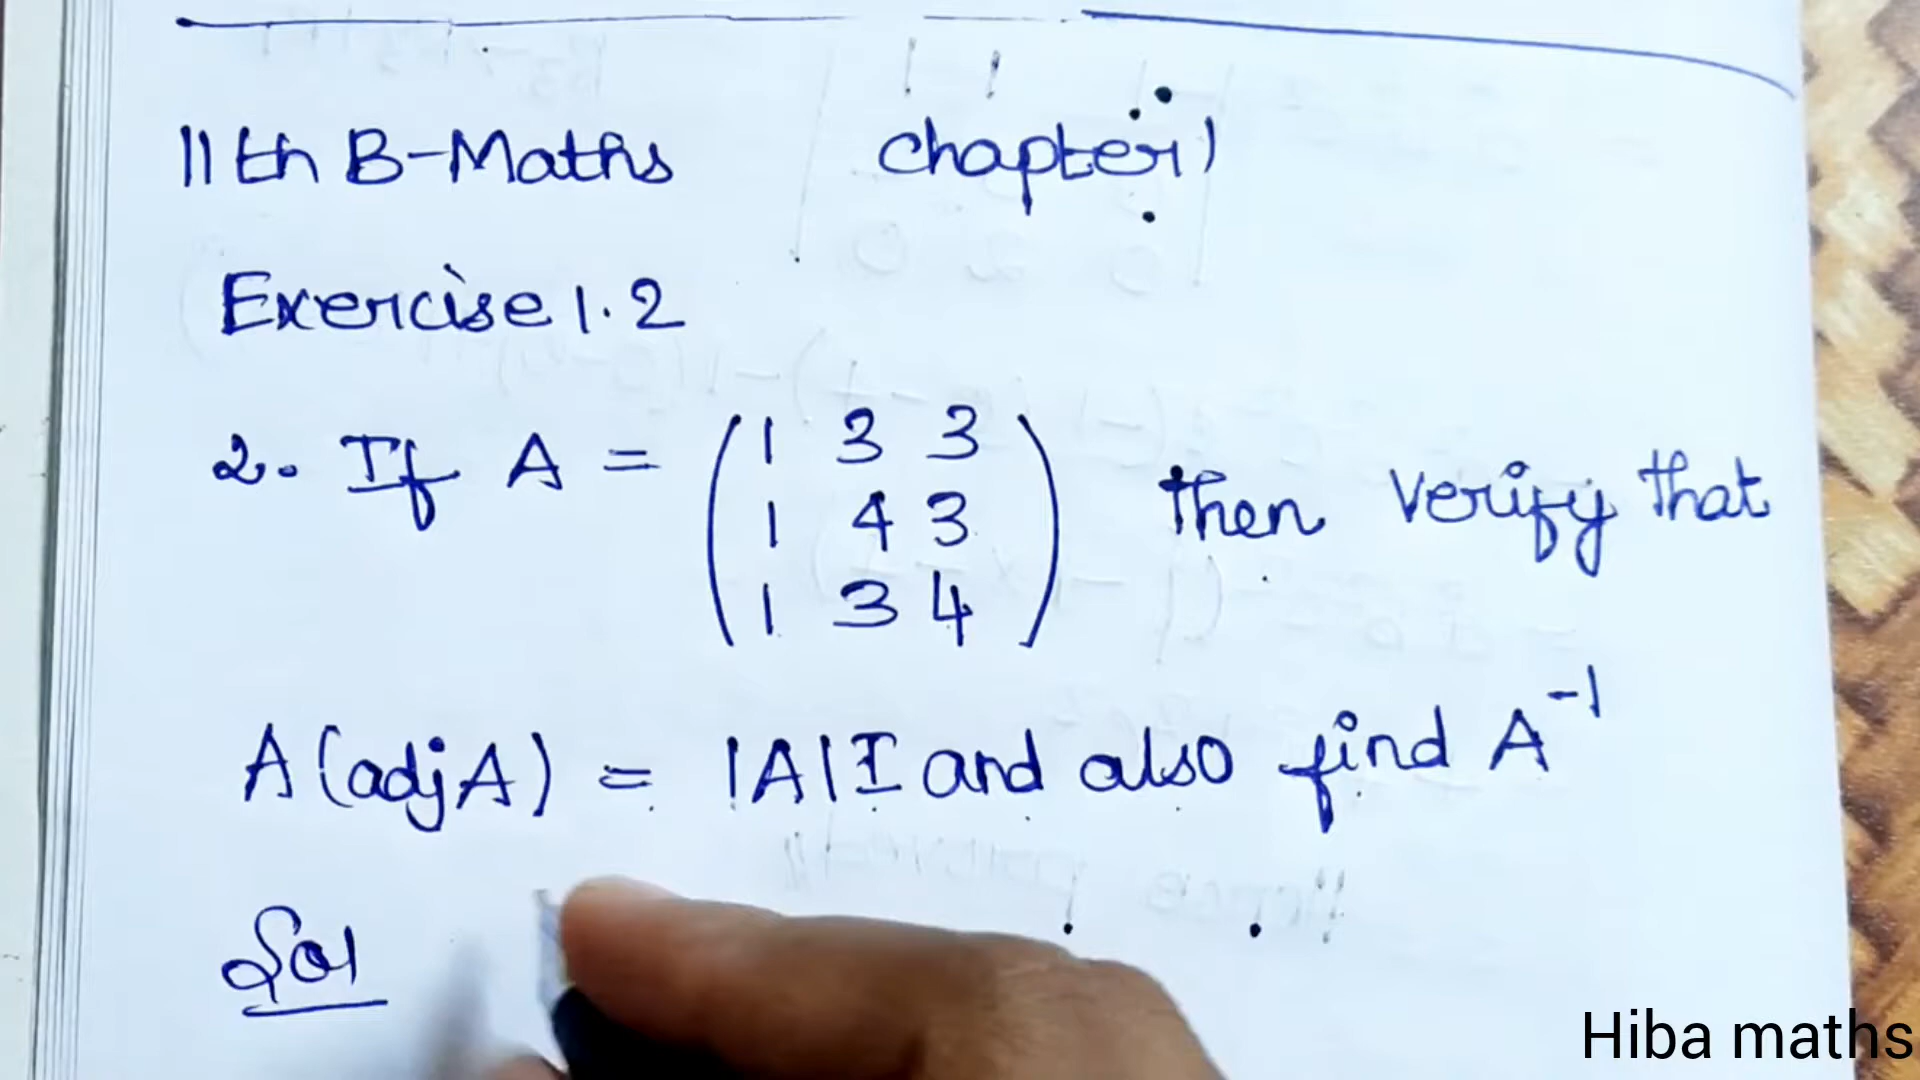 11th B-Maths chapter 1
Exercise 1.2
2. If A = (1 3 3
1 4 3
1 3 4) then verify that
A(adjA) = |A|I and also find A⁻¹
Sol
Hiba maths